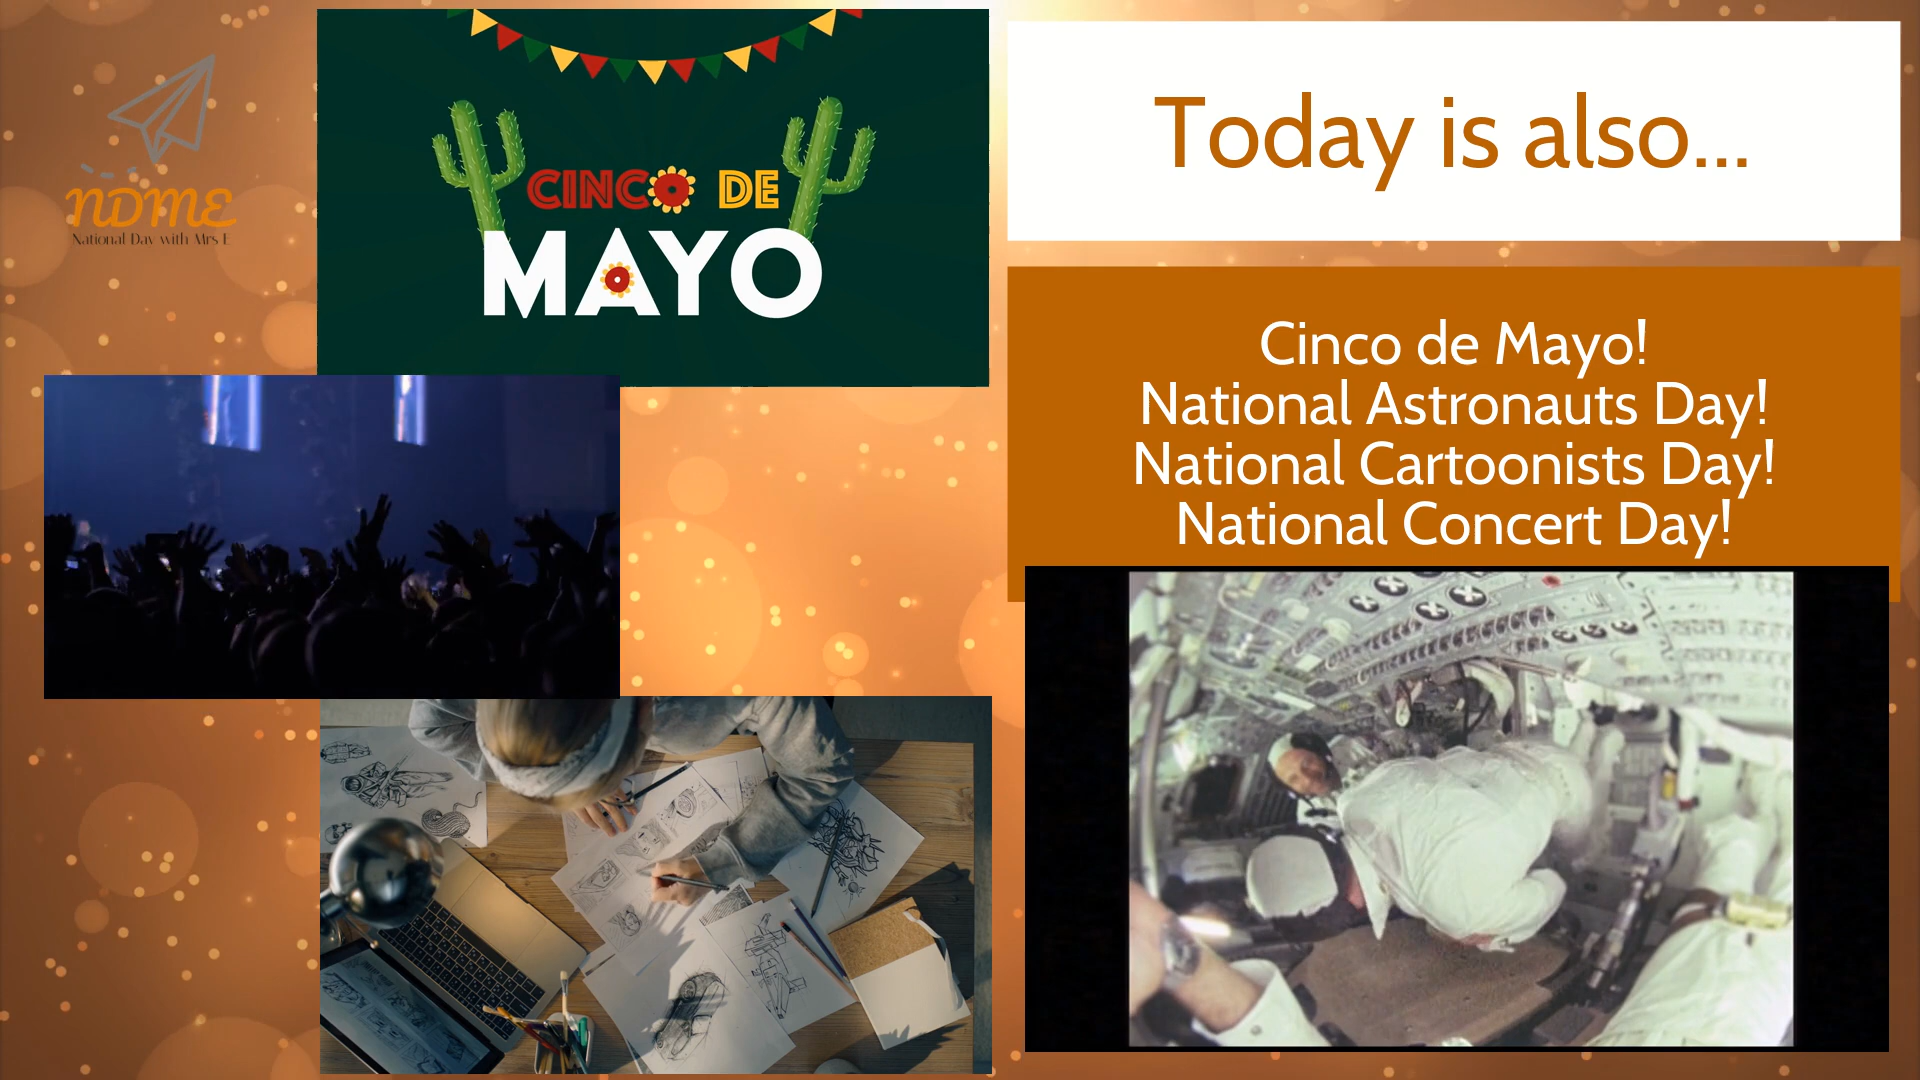 NDME
National Day with Mrs E
CINCO DE
MAYO
Today is also...
Cinco de Mayo!
National Astronauts Day!
National Cartoonists Day!
National Concert Day!